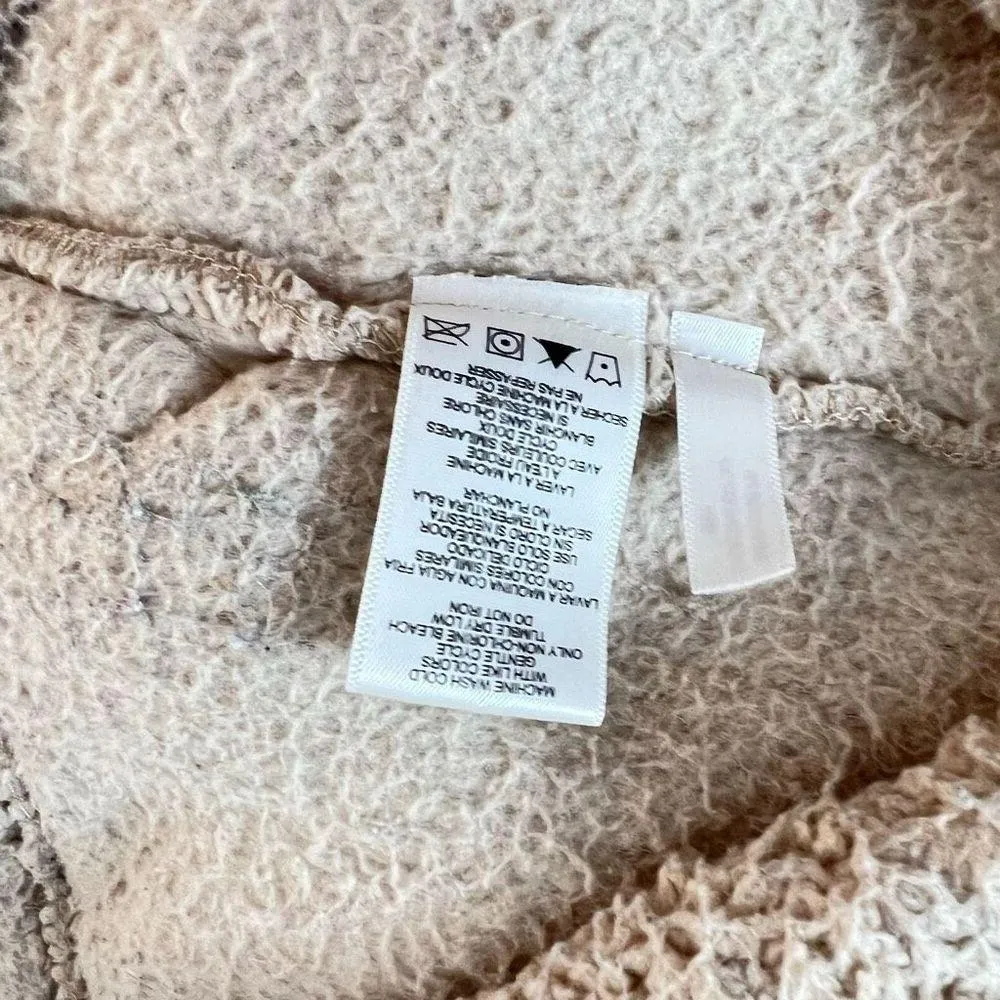 MACHINE WASH COLD
WITH LIKE COLORS
GENTLE CYCLE
ONLY NON-CHLORINE BLEACH
TUMBLE DRY LOW
DO NOT IRON
LAVAR A MAQUINA CON AGUA FRIA
CON COLORES SIMILARES
CICLO DELICADO
USE SOLO BLANQUEADOR
SIN CLORO SI NECESITA
SECAR A TEMPERATURA BAJA
NO PLANCHAR
LAVER A LA MACHINE
A L'EAU FROIDE
AVEC COULEURS SIMILAIRES
CYCLE DOUX
BLANCHIR SANS CHLORE
SI NECESSAIRE
SECHER A LA MACHINE CYCLE DOUX
NE PAS REPASSER